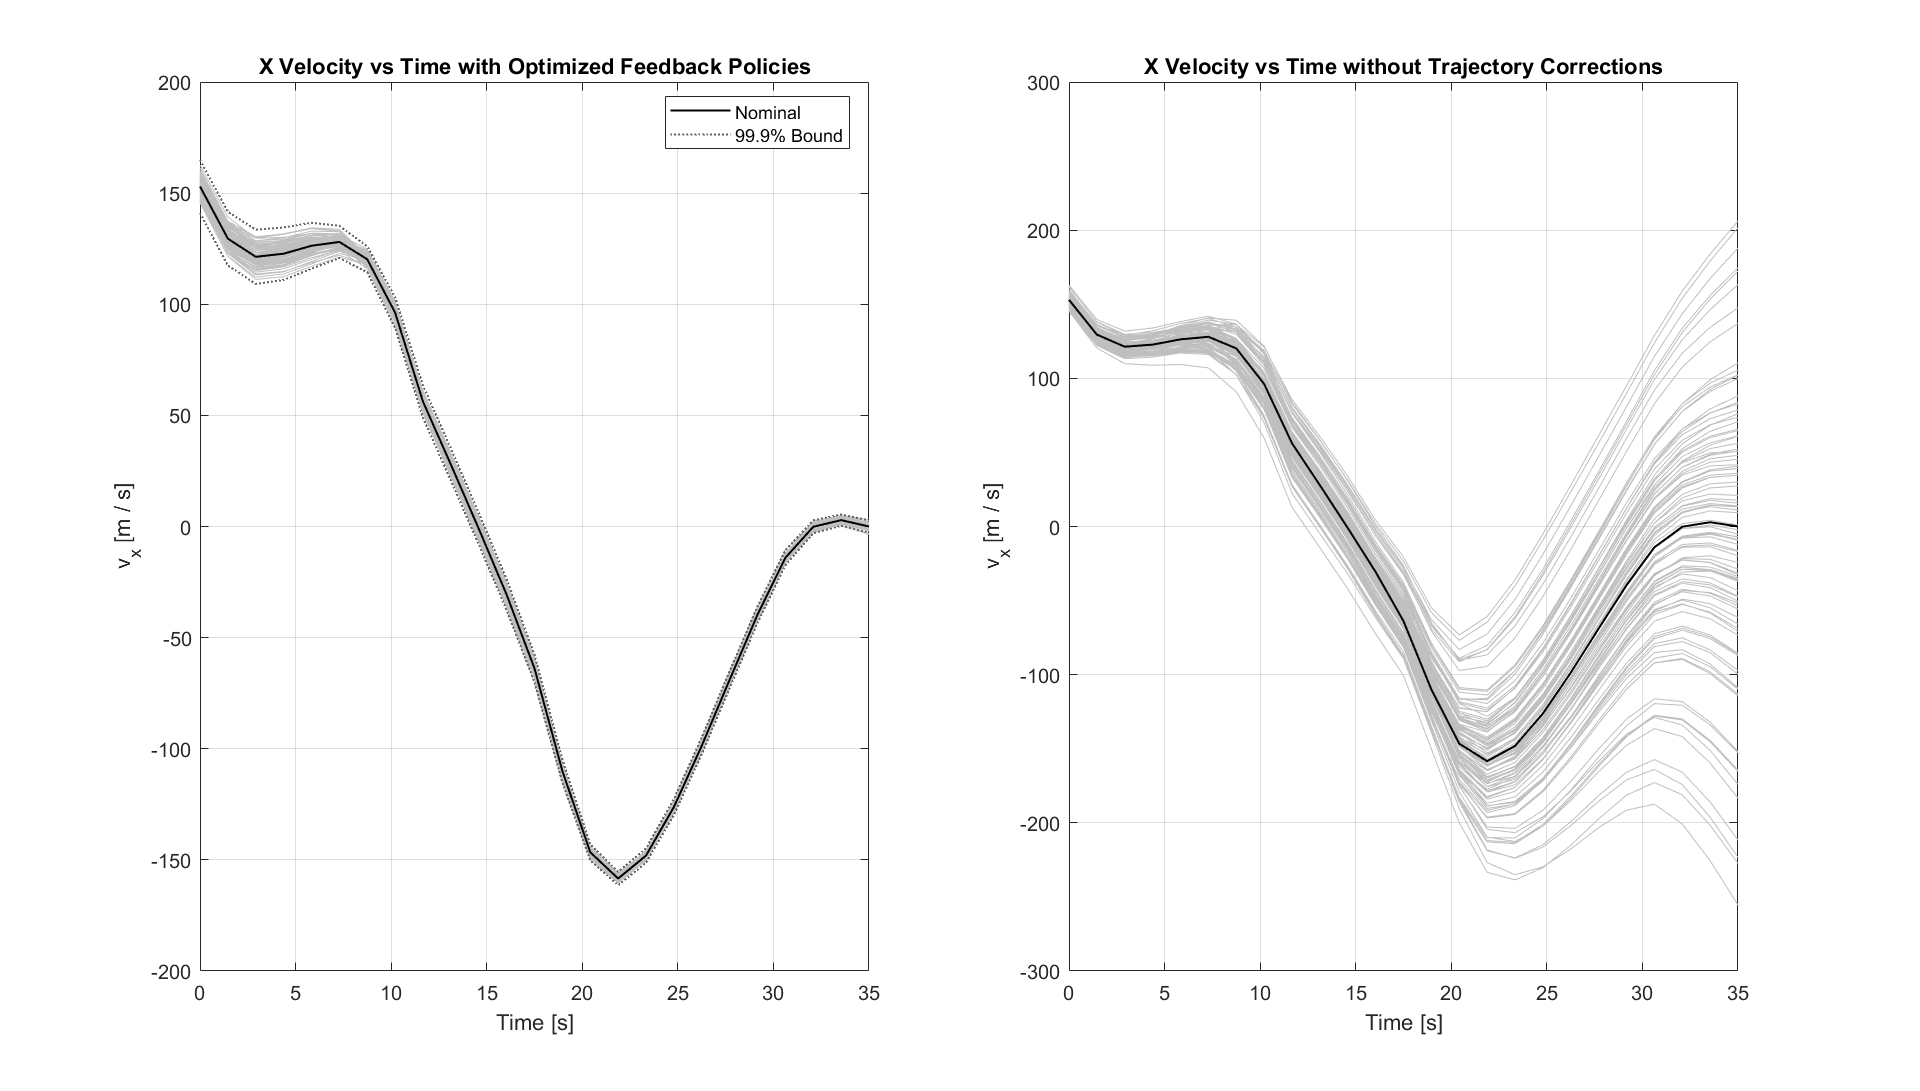 X Velocity vs Time with Optimized Feedback Policies
200
150
100
50
0
-50
-100
-150
-200
0 5 10 15 20 25 30 35
Time [s]
v_x [m / s]
Nominal
99.9% Bound
X Velocity vs Time without Trajectory Corrections
300
200
100
0
-100
-200
-300
0 5 10 15 20 25 30 35
Time [s]
v_x [m / s]